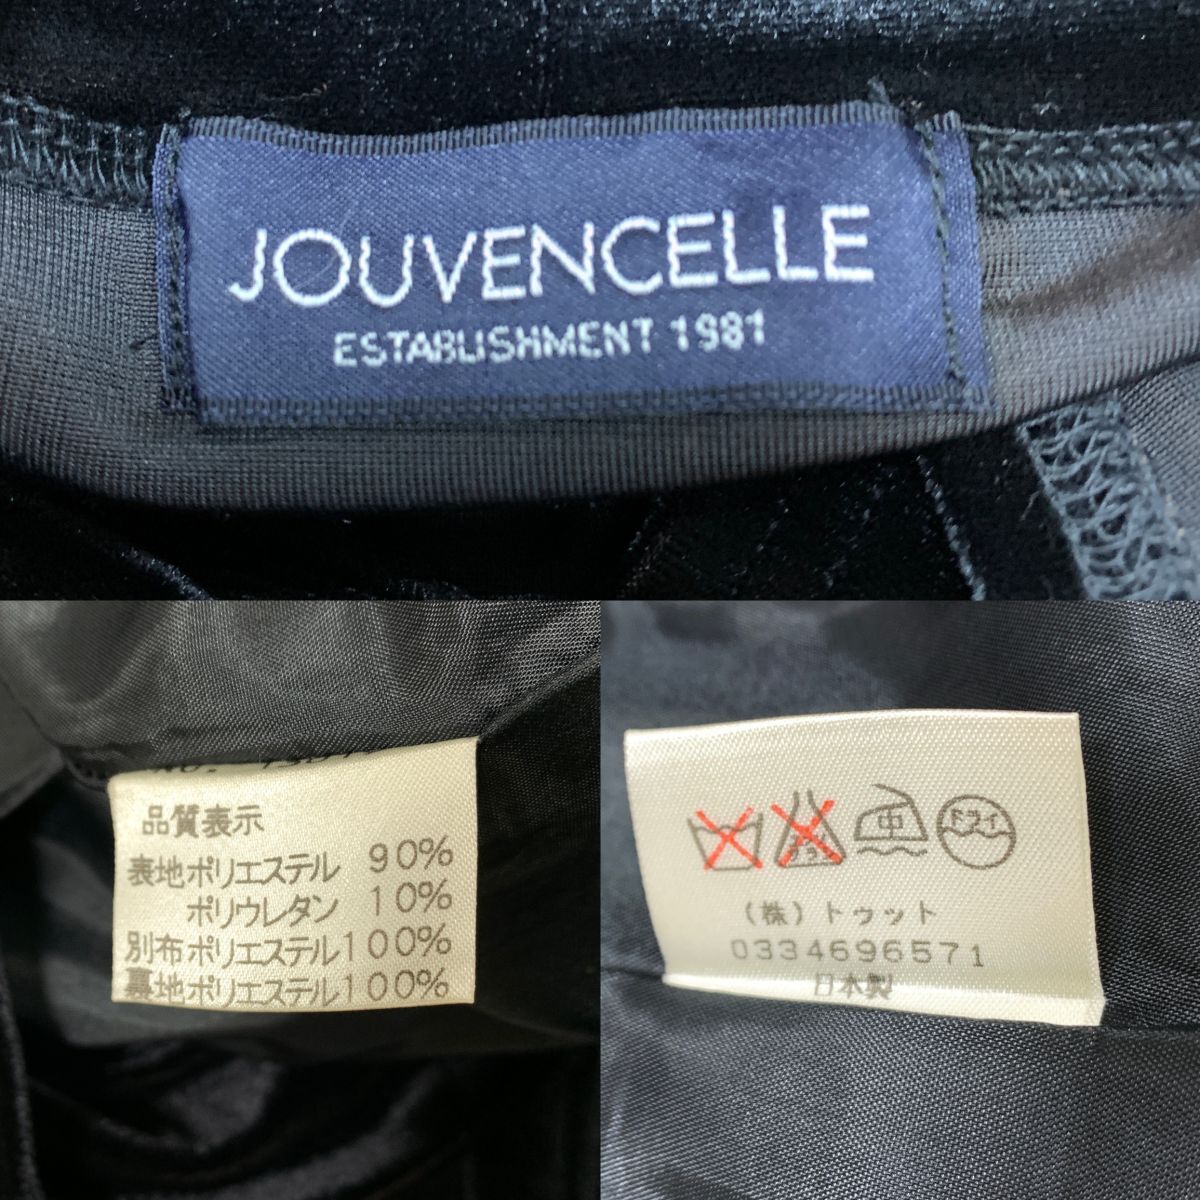 JOUVENCELLE
ESTABLISHMENT 1981
品質表示
表地ポリエステル 90%
ポリウレタン 10%
別布ポリエステル100%
裏地ポリエステル100%
中 ドライ
(株)トゥット
0334696571
日本製